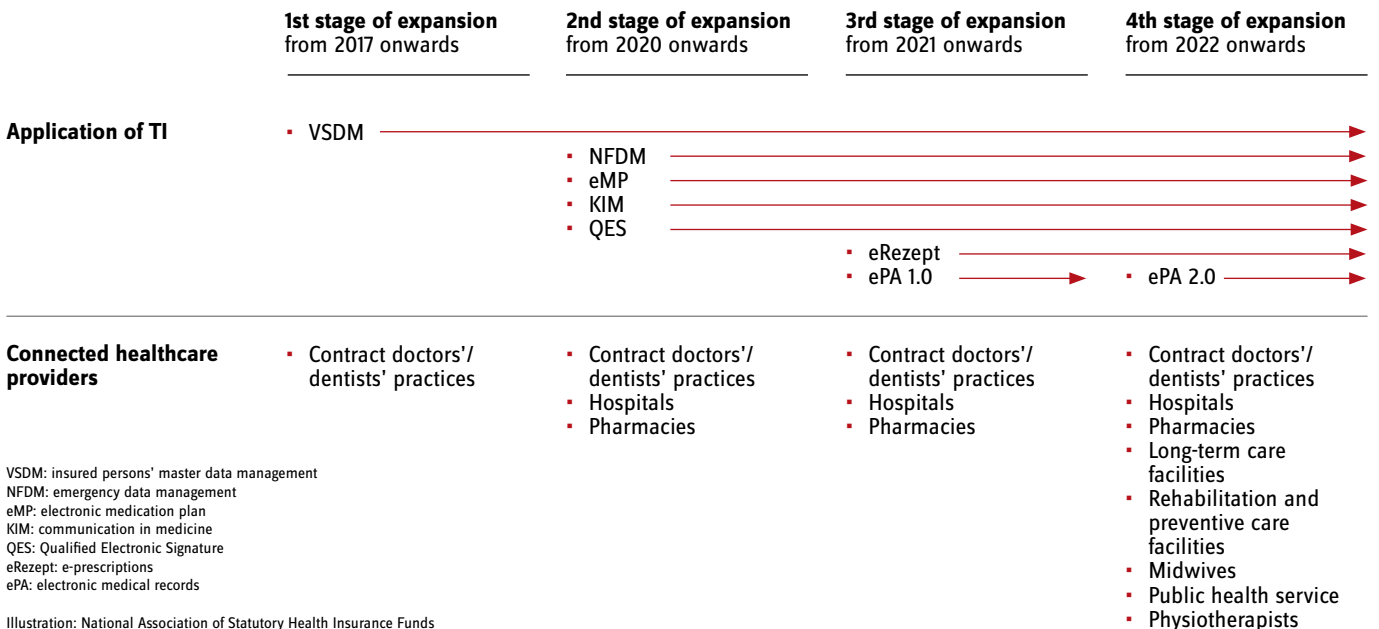 1st stage of expansion
from 2017 onwards
2nd stage of expansion
from 2020 onwards
3rd stage of expansion
from 2021 onwards
4th stage of expansion
from 2022 onwards
Application of TI
▪ VSDM
▪ NFDM
▪ eMP
▪ KIM
▪ QES
▪ eRezept
▪ ePA 1.0
▪ ePA 2.0
Connected healthcare
providers
▪ Contract doctors'/
dentists' practices
▪ Contract doctors'/
dentists' practices
▪ Hospitals
▪ Pharmacies
▪ Contract doctors'/
dentists' practices
▪ Hospitals
▪ Pharmacies
▪ Contract doctors'/
dentists' practices
▪ Hospitals
▪ Pharmacies
▪ Long-term care
facilities
▪ Rehabilitation and
preventive care
facilities
▪ Midwives
▪ Public health service
▪ Physiotherapists
VSDM: insured persons' master data management
NFDM: emergency data management
eMP: electronic medication plan
KIM: communication in medicine
QES: Qualified Electronic Signature
eRezept: e-prescriptions
ePA: electronic medical records
Illustration: National Association of Statutory Health Insurance Funds